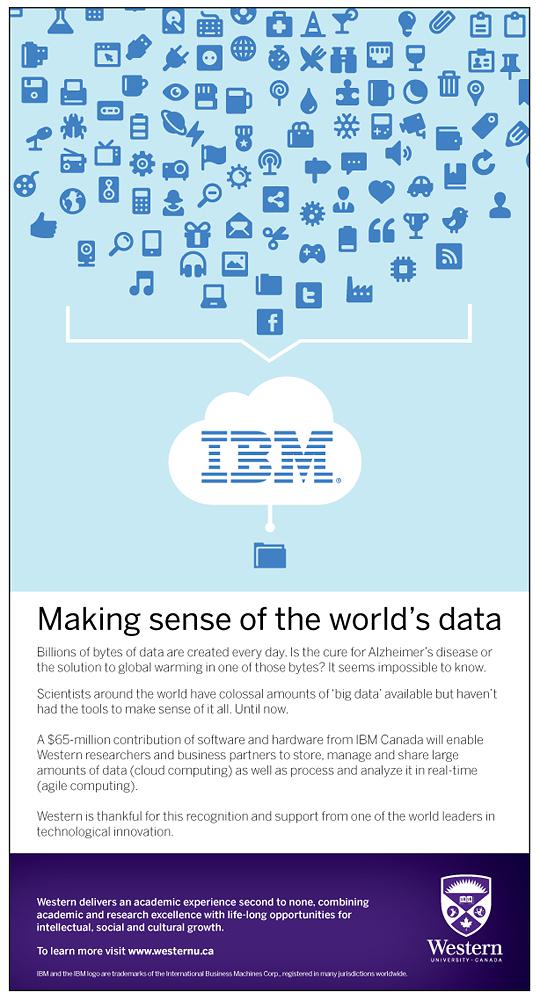 IBM®
Making sense of the world's data
Billions of bytes of data are created every day. Is the cure for Alzheimer's disease or
the solution to global warming in one of those bytes? It seems impossible to know.
Scientists around the world have colossal amounts of 'big data' available but haven't
had the tools to make sense of it all. Until now.
A $65-million contribution of software and hardware from IBM Canada will enable
Western researchers and business partners to store, manage and share large
amounts of data (cloud computing) as well as process and analyze it in real-time
(agile computing).
Western is thankful for this recognition and support from one of the world leaders in
technological innovation.
Western delivers an academic experience second to none, combining
academic and research excellence with life-long opportunities for
intellectual, social and cultural growth.
To learn more visit www.westernu.ca
IBM and the IBM logo are trademarks of the International Business Machines Corp., registered in many jurisdictions worldwide.
Western
UNIVERSITY·CANADA